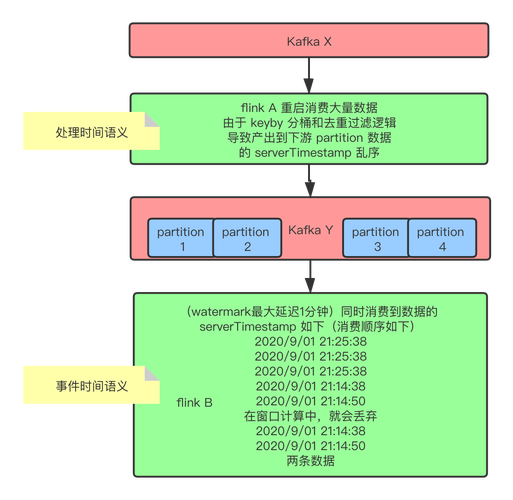 Kafka X
flink A 重启消费大量数据
由于 keyby 分桶和去重过滤逻辑
导致产出到下游 partition 数据
的 serverTimestamp 乱序
处理时间语义
partition
1
partition
2
Kafka Y
partition
3
partition
4
（watermark最大延迟1分钟）同时消费到数据的
serverTimestamp 如下（消费顺序如下）
2020/9/01 21:25:38
2020/9/01 21:25:38
2020/9/01 21:25:38
2020/9/01 21:14:38
2020/9/01 21:14:50
在窗口计算中，就会丢弃
2020/9/01 21:14:38
2020/9/01 21:14:50
两条数据
事件时间语义
flink B